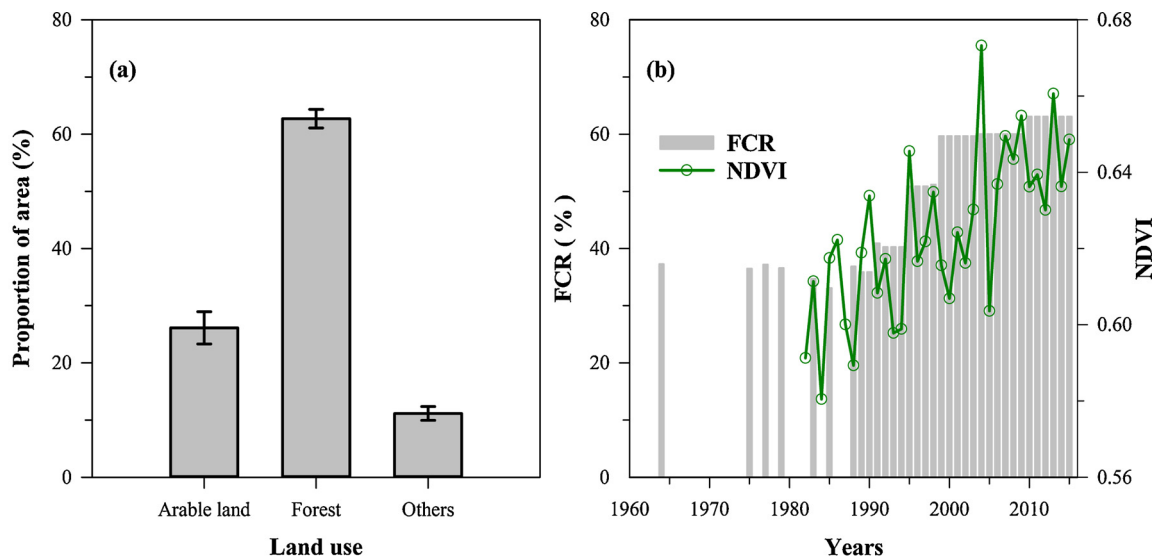 (a)
Proportion of area (%)
80
60
40
20
0
Arable land
Forest
Others
Land use
(b)
FCR
NDVI
FCR ( % )
80
60
40
20
0
NDVI
0.68
0.64
0.60
0.56
1960
1970
1980
1990
2000
2010
Years